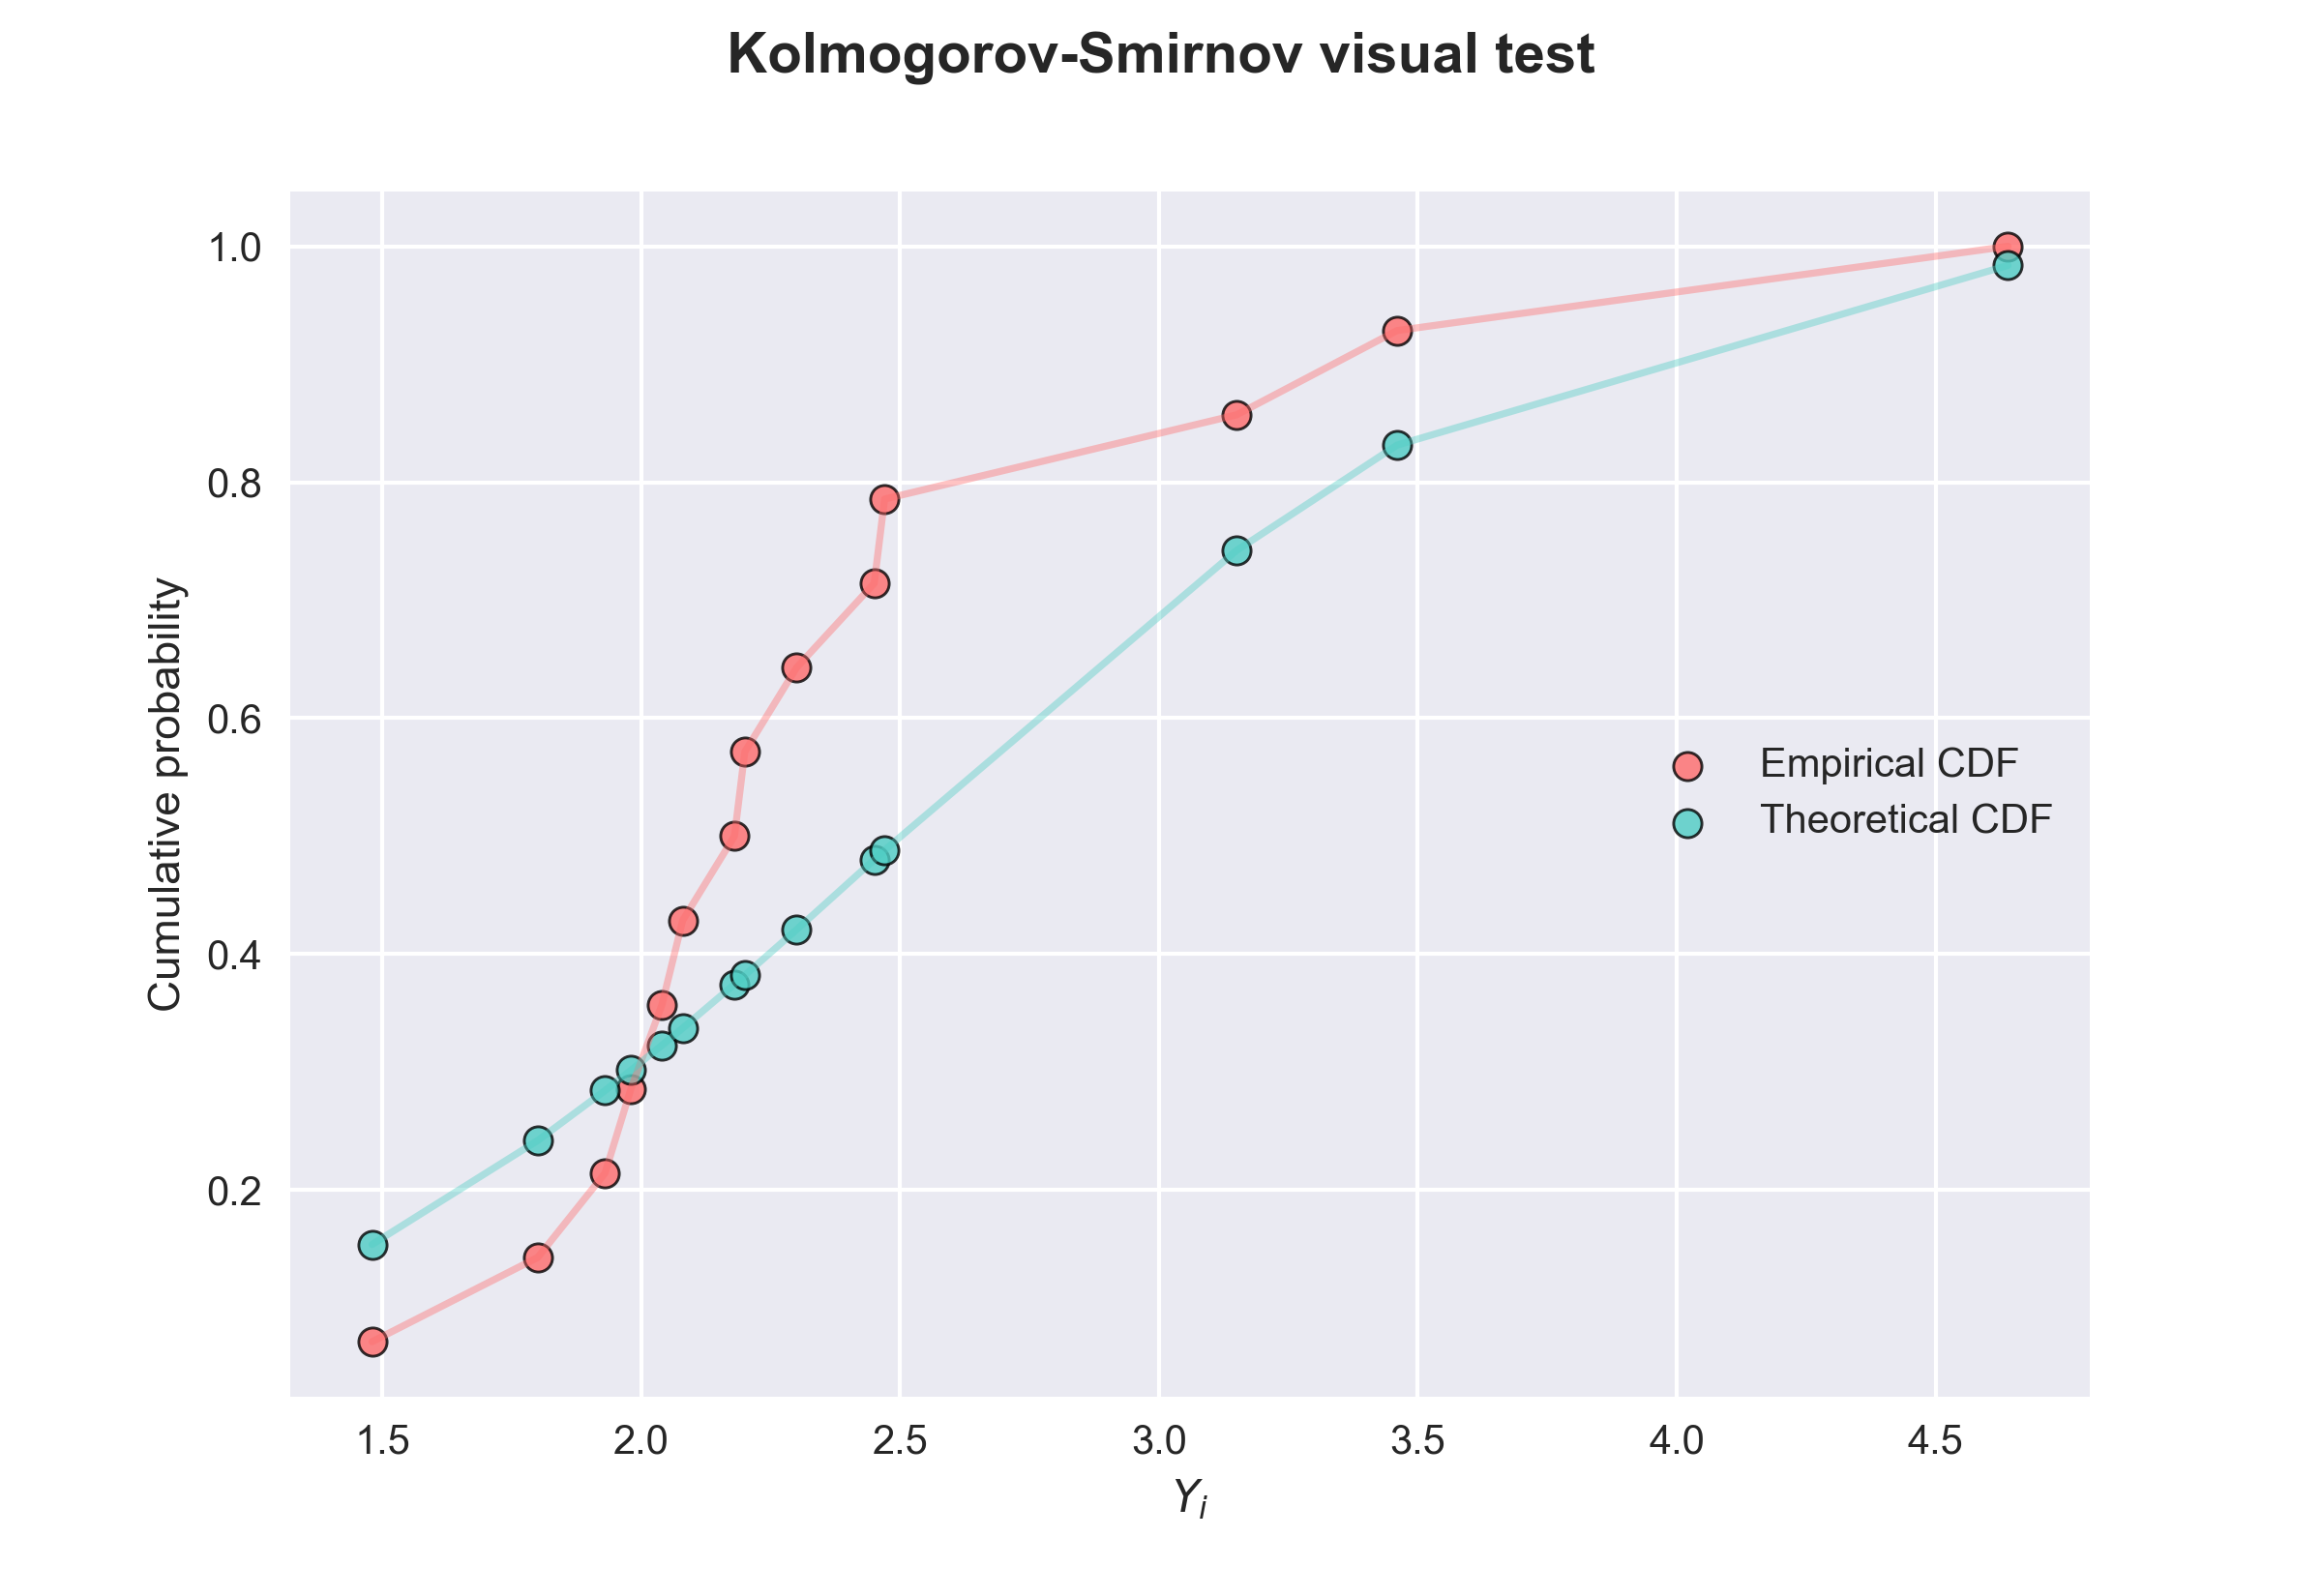 Kolmogorov-Smirnov visual test
Cumulative probability
1.0
0.8
0.6
0.4
0.2
Empirical CDF
Theoretical CDF
1.5 2.0 2.5 3.0 3.5 4.0 4.5
Yᵢ